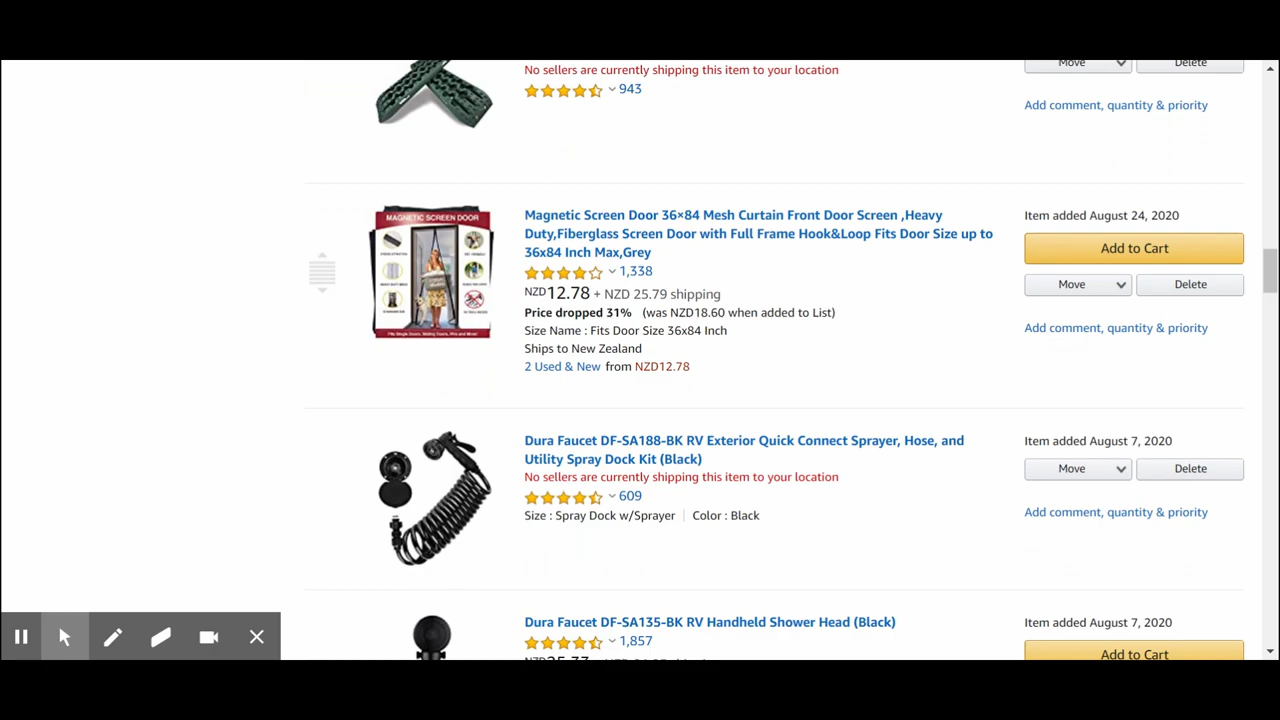 No sellers are currently shipping this item to your location
Move
Delete
943
Add comment, quantity & priority
MAGNETIC SCREEN DOOR
Magnetic Screen Door 36×84 Mesh Curtain Front Door Screen ,Heavy
Duty,Fiberglass Screen Door with Full Frame Hook&Loop Fits Door Size up to
36x84 Inch Max,Grey
1,338
NZD12.78 + NZD 25.79 shipping
Price dropped 31% (was NZD18.60 when added to List)
Size Name : Fits Door Size 36x84 Inch
Ships to New Zealand
2 Used & New from NZD12.78
Item added August 24, 2020
Add to Cart
Move
Delete
Add comment, quantity & priority
Dura Faucet DF-SA188-BK RV Exterior Quick Connect Sprayer, Hose, and
Utility Spray Dock Kit (Black)
No sellers are currently shipping this item to your location
609
Size : Spray Dock w/Sprayer
Color : Black
Item added August 7, 2020
Move
Delete
Add comment, quantity & priority
Dura Faucet DF-SA135-BK RV Handheld Shower Head (Black)
1,857
Item added August 7, 2020
Add to Cart